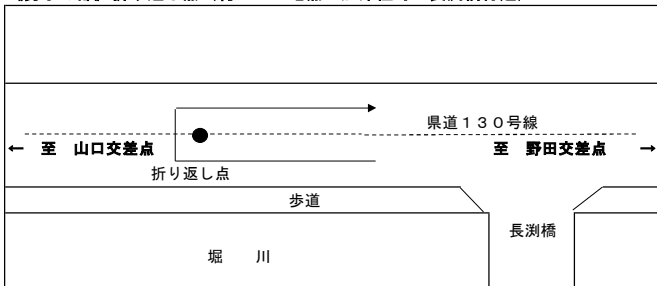 県道１３０号線
← 至 山口交差点
至 野田交差点 →
折り返し点
歩道
長渕橋
堀 川